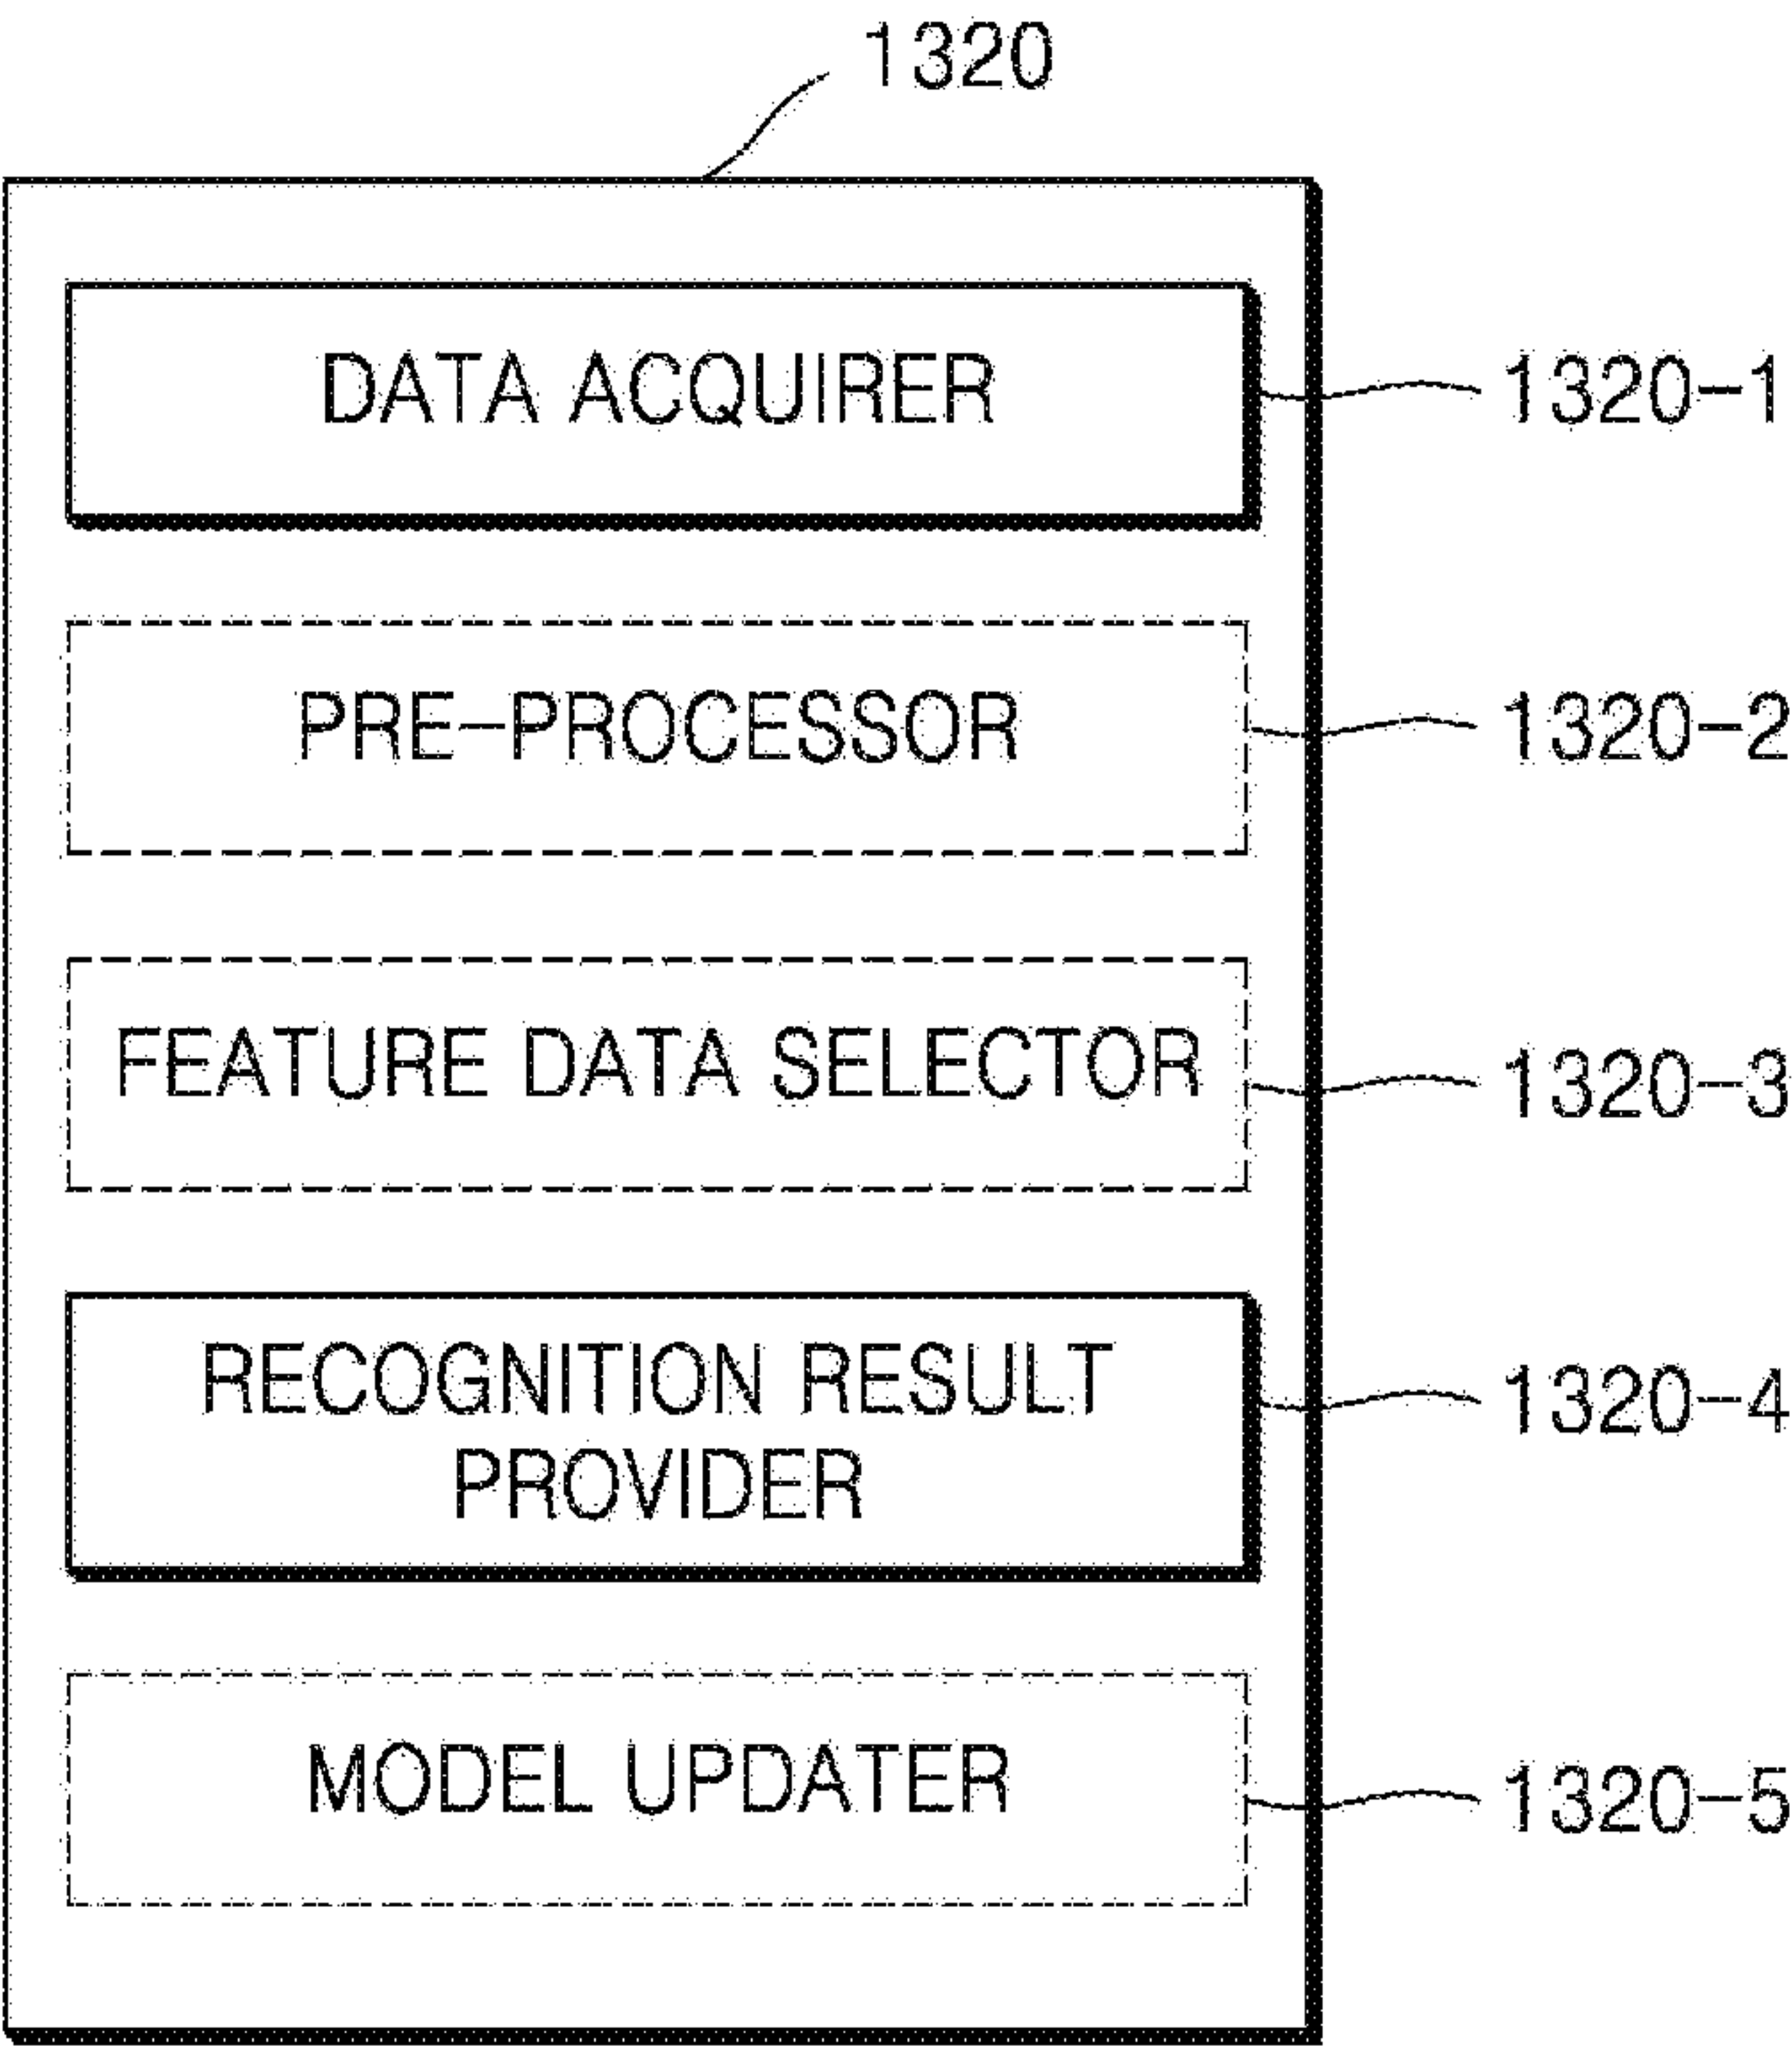 1320
DATA ACQUIRER
1320-1
PRE-PROCESSOR
1320-2
FEATURE DATA SELECTOR
1320-3
RECOGNITION RESULT
PROVIDER
1320-4
MODEL UPDATER
1320-5